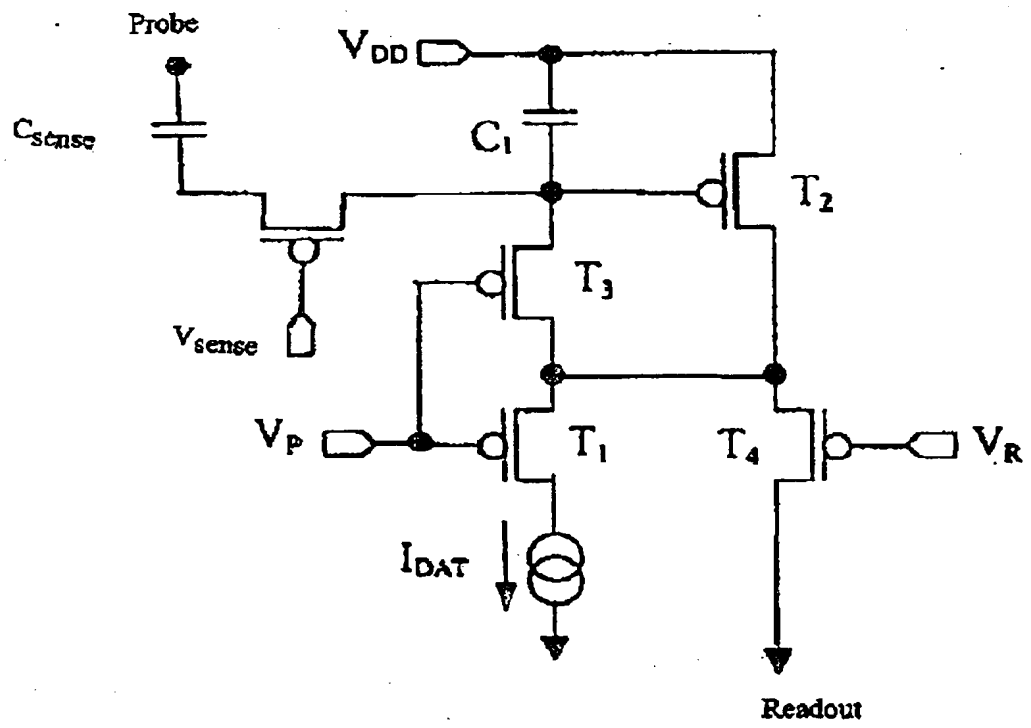 Probe
VDD
Csense
C1
T2
T3
Vsense
VP
T1
T4
VR
IDAT
Readout